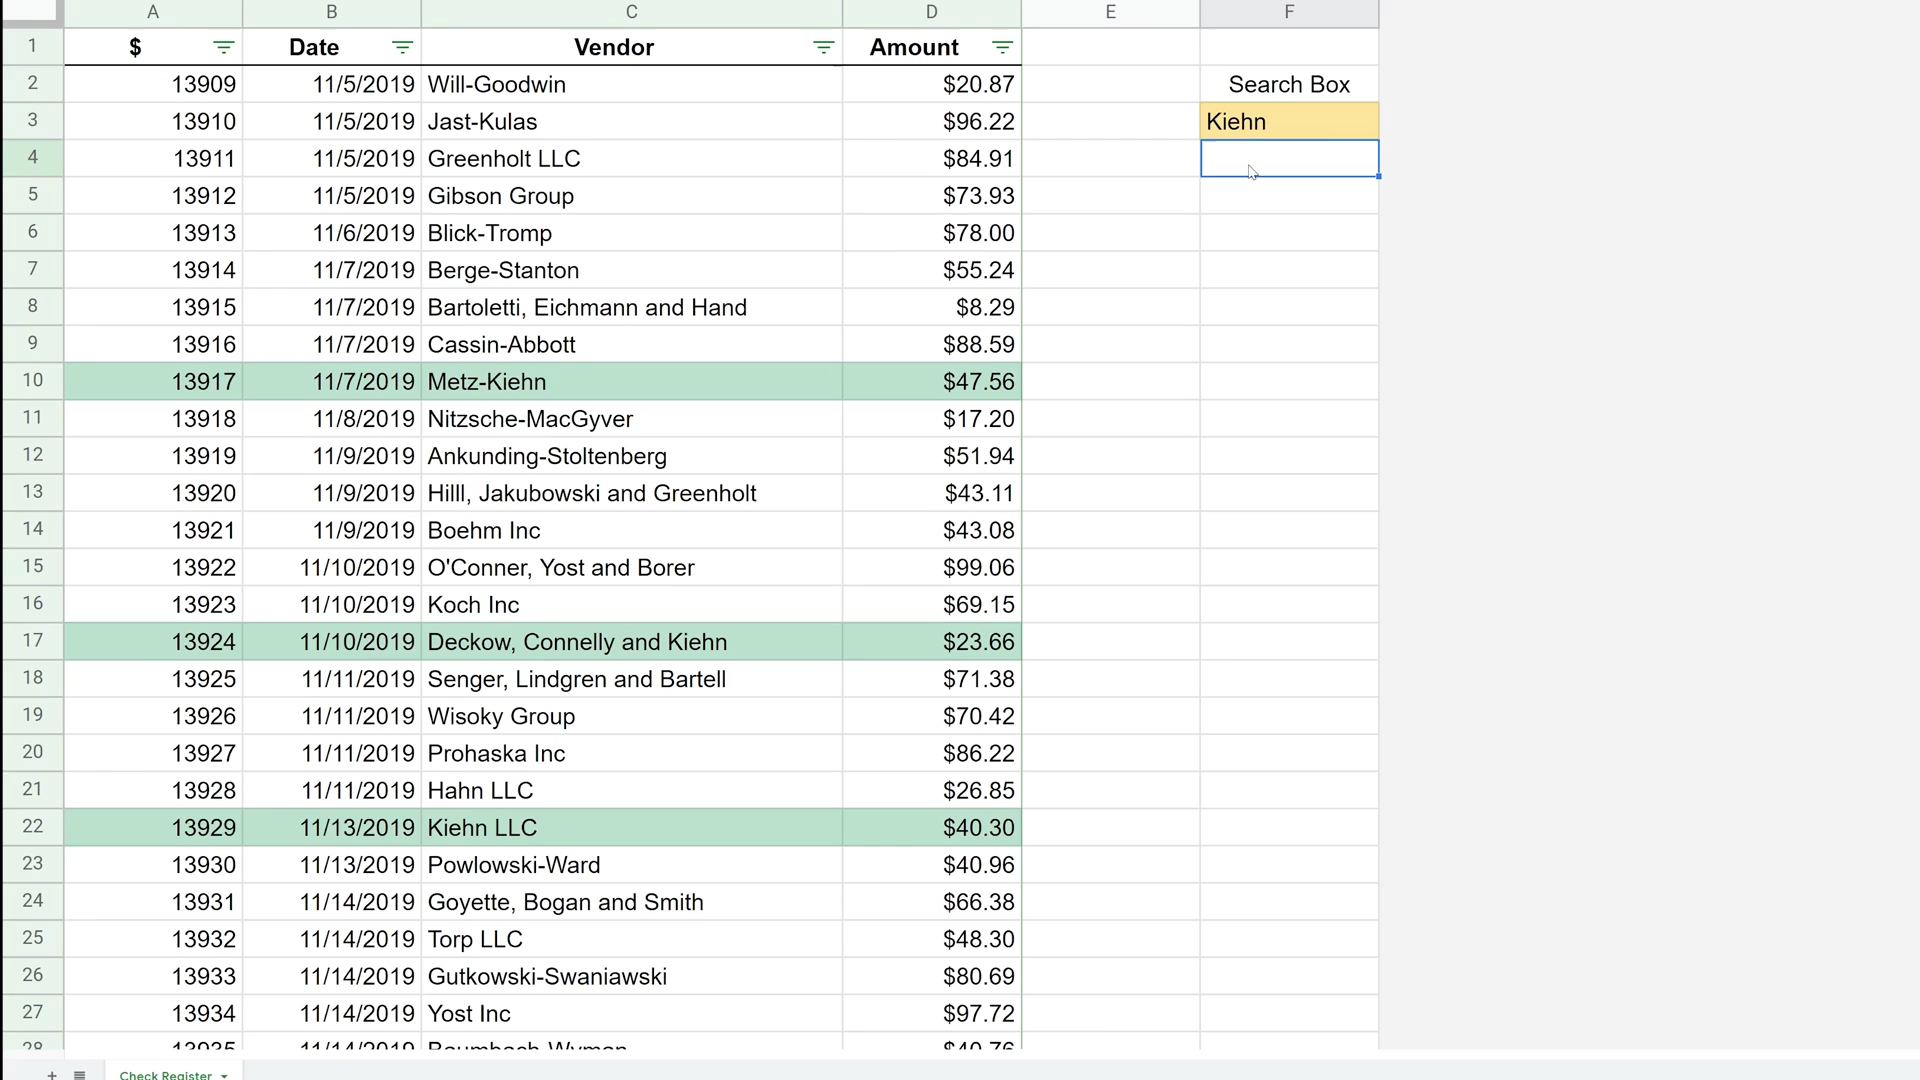 A B C D E F
1 $ Date Vendor Amount
2 13909 11/5/2019 Will-Goodwin $20.87 Search Box
3 13910 11/5/2019 Jast-Kulas $96.22 Kiehn
4 13911 11/5/2019 Greenholt LLC $84.91
5 13912 11/5/2019 Gibson Group $73.93
6 13913 11/6/2019 Blick-Tromp $78.00
7 13914 11/7/2019 Berge-Stanton $55.24
8 13915 11/7/2019 Bartoletti, Eichmann and Hand $8.29
9 13916 11/7/2019 Cassin-Abbott $88.59
10 13917 11/7/2019 Metz-Kiehn $47.56
11 13918 11/8/2019 Nitzsche-MacGyver $17.20
12 13919 11/9/2019 Ankunding-Stoltenberg $51.94
13 13920 11/9/2019 Hilll, Jakubowski and Greenholt $43.11
14 13921 11/9/2019 Boehm Inc $43.08
15 13922 11/10/2019 O'Conner, Yost and Borer $99.06
16 13923 11/10/2019 Koch Inc $69.15
17 13924 11/10/2019 Deckow, Connelly and Kiehn $23.66
18 13925 11/11/2019 Senger, Lindgren and Bartell $71.38
19 13926 11/11/2019 Wisoky Group $70.42
20 13927 11/11/2019 Prohaska Inc $86.22
21 13928 11/11/2019 Hahn LLC $26.85
22 13929 11/13/2019 Kiehn LLC $40.30
23 13930 11/13/2019 Powlowski-Ward $40.96
24 13931 11/14/2019 Goyette, Bogan and Smith $66.38
25 13932 11/14/2019 Torp LLC $48.30
26 13933 11/14/2019 Gutkowski-Swaniawski $80.69
27 13934 11/14/2019 Yost Inc $97.72
28 13935 11/14/2019 Baumbach-Wyman $40.76
Check Register